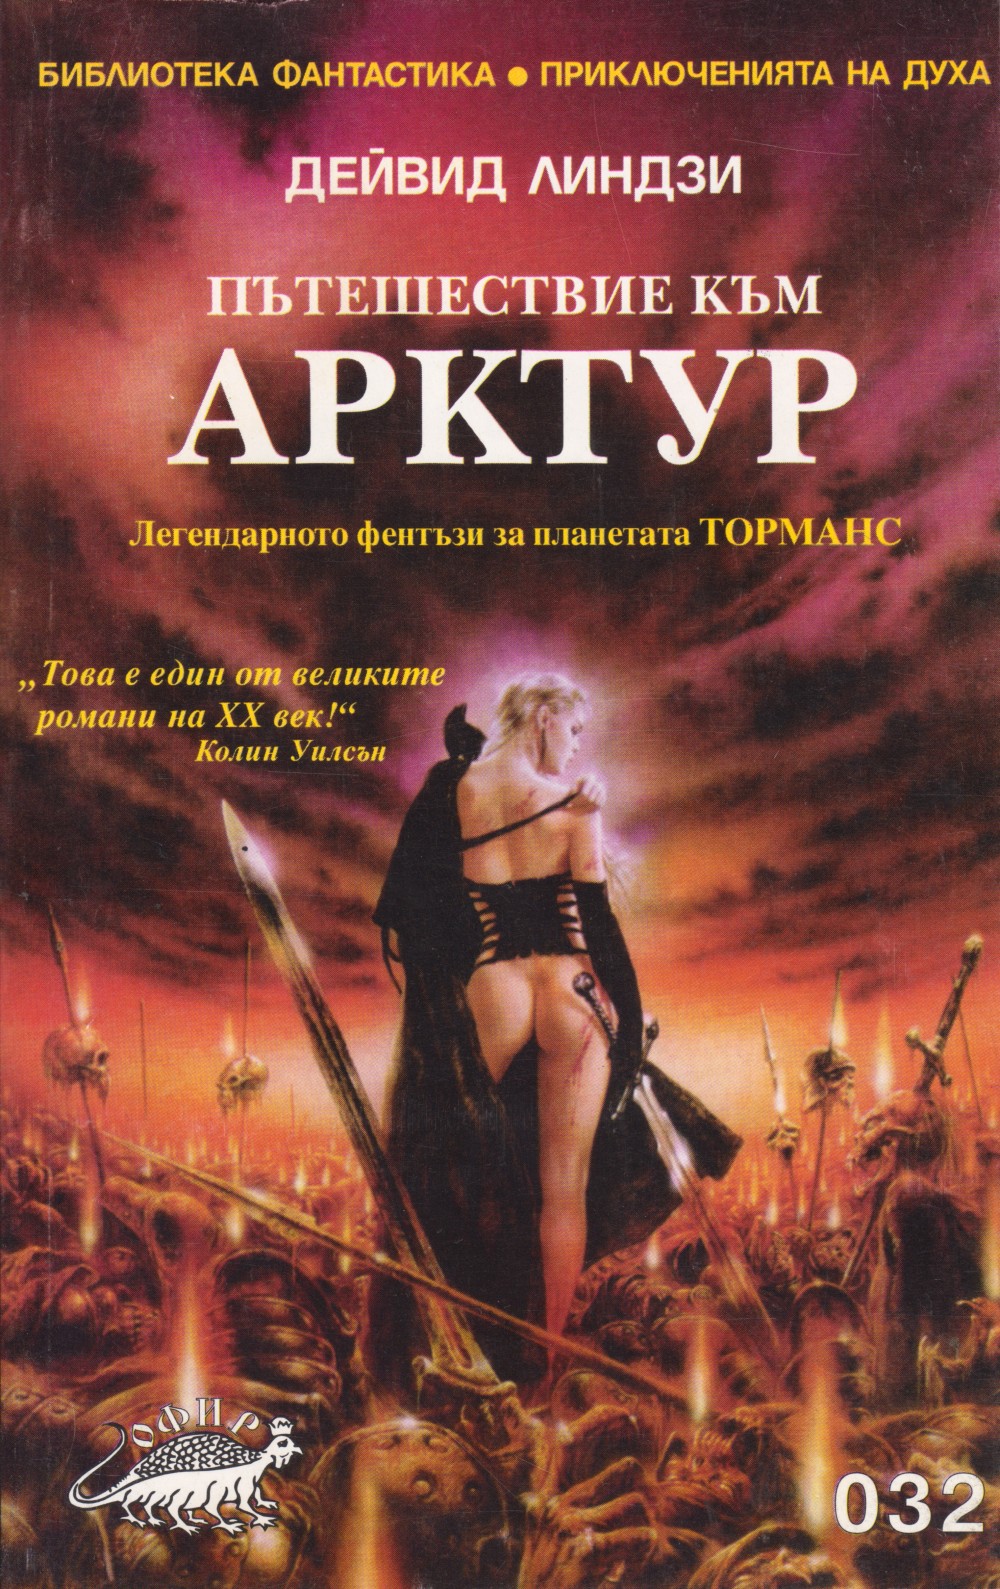 БИБЛИОТЕКА ФАНТАСТИКА • ПРИКЛЮЧЕНИЯТА НА ДУХА
ДЕЙВИД ЛИНДЗИ
ПЪТЕШЕСТВИЕ КЪМ
АРКТУР
Легендарното фентъзи за планетата ТОРМАНС
„Това е един от великите
романи на XX век!“
Колин Уилсън
ОФИР
032